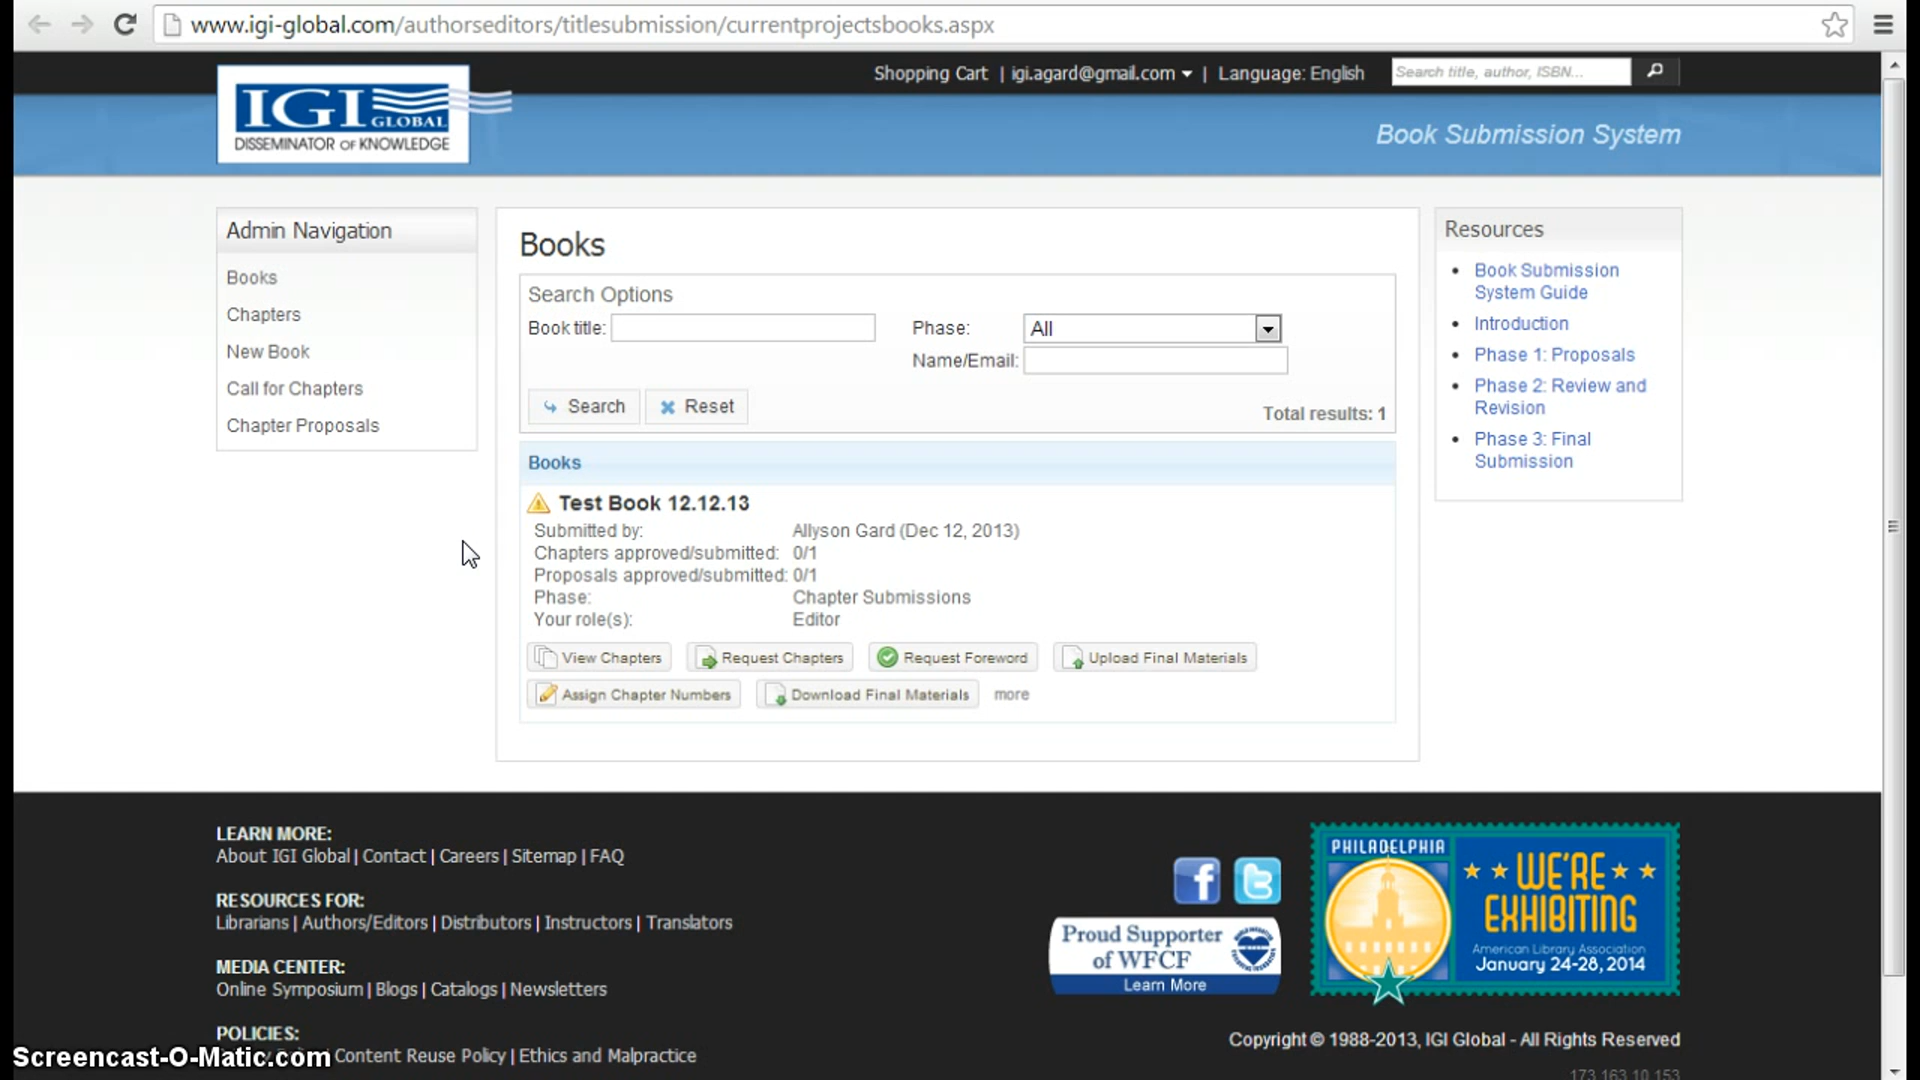 www.igi-global.com/authorseditors/titlesubmission/currentprojectsbooks.aspx
Shopping Cart | igi.agard@gmail.com | Language: English
Search title, author, ISBN...
IGI GLOBAL
DISSEMINATOR OF KNOWLEDGE
Book Submission System
Admin Navigation
Books
Chapters
New Book
Call for Chapters
Chapter Proposals
Books
Search Options
Book title:
Phase: All
Name/Email:
Search Reset
Total results: 1
Books
Test Book 12.12.13
Submitted by: Allyson Gard (Dec 12, 2013)
Chapters approved/submitted: 0/1
Proposals approved/submitted: 0/1
Phase: Chapter Submissions
Your role(s): Editor
View Chapters Request Chapters Request Foreword Upload Final Materials
Assign Chapter Numbers Download Final Materials more
Resources
Book Submission
System Guide
Introduction
Phase 1: Proposals
Phase 2: Review and
Revision
Phase 3: Final
Submission
LEARN MORE:
About IGI Global | Contact | Careers | Sitemap | FAQ
RESOURCES FOR:
Librarians | Authors/Editors | Distributors | Instructors | Translators
MEDIA CENTER:
Online Symposium | Blogs | Catalogs | Newsletters
POLICIES:
Content Reuse Policy | Ethics and Malpractice
Proud Supporter
of WFCF
Learn More
PHILADELPHIA
WE'RE
EXHIBITING
American Library Association
January 24-28, 2014
Copyright © 1988-2013, IGI Global - All Rights Reserved
173.163.10.153
Screencast-O-Matic.com